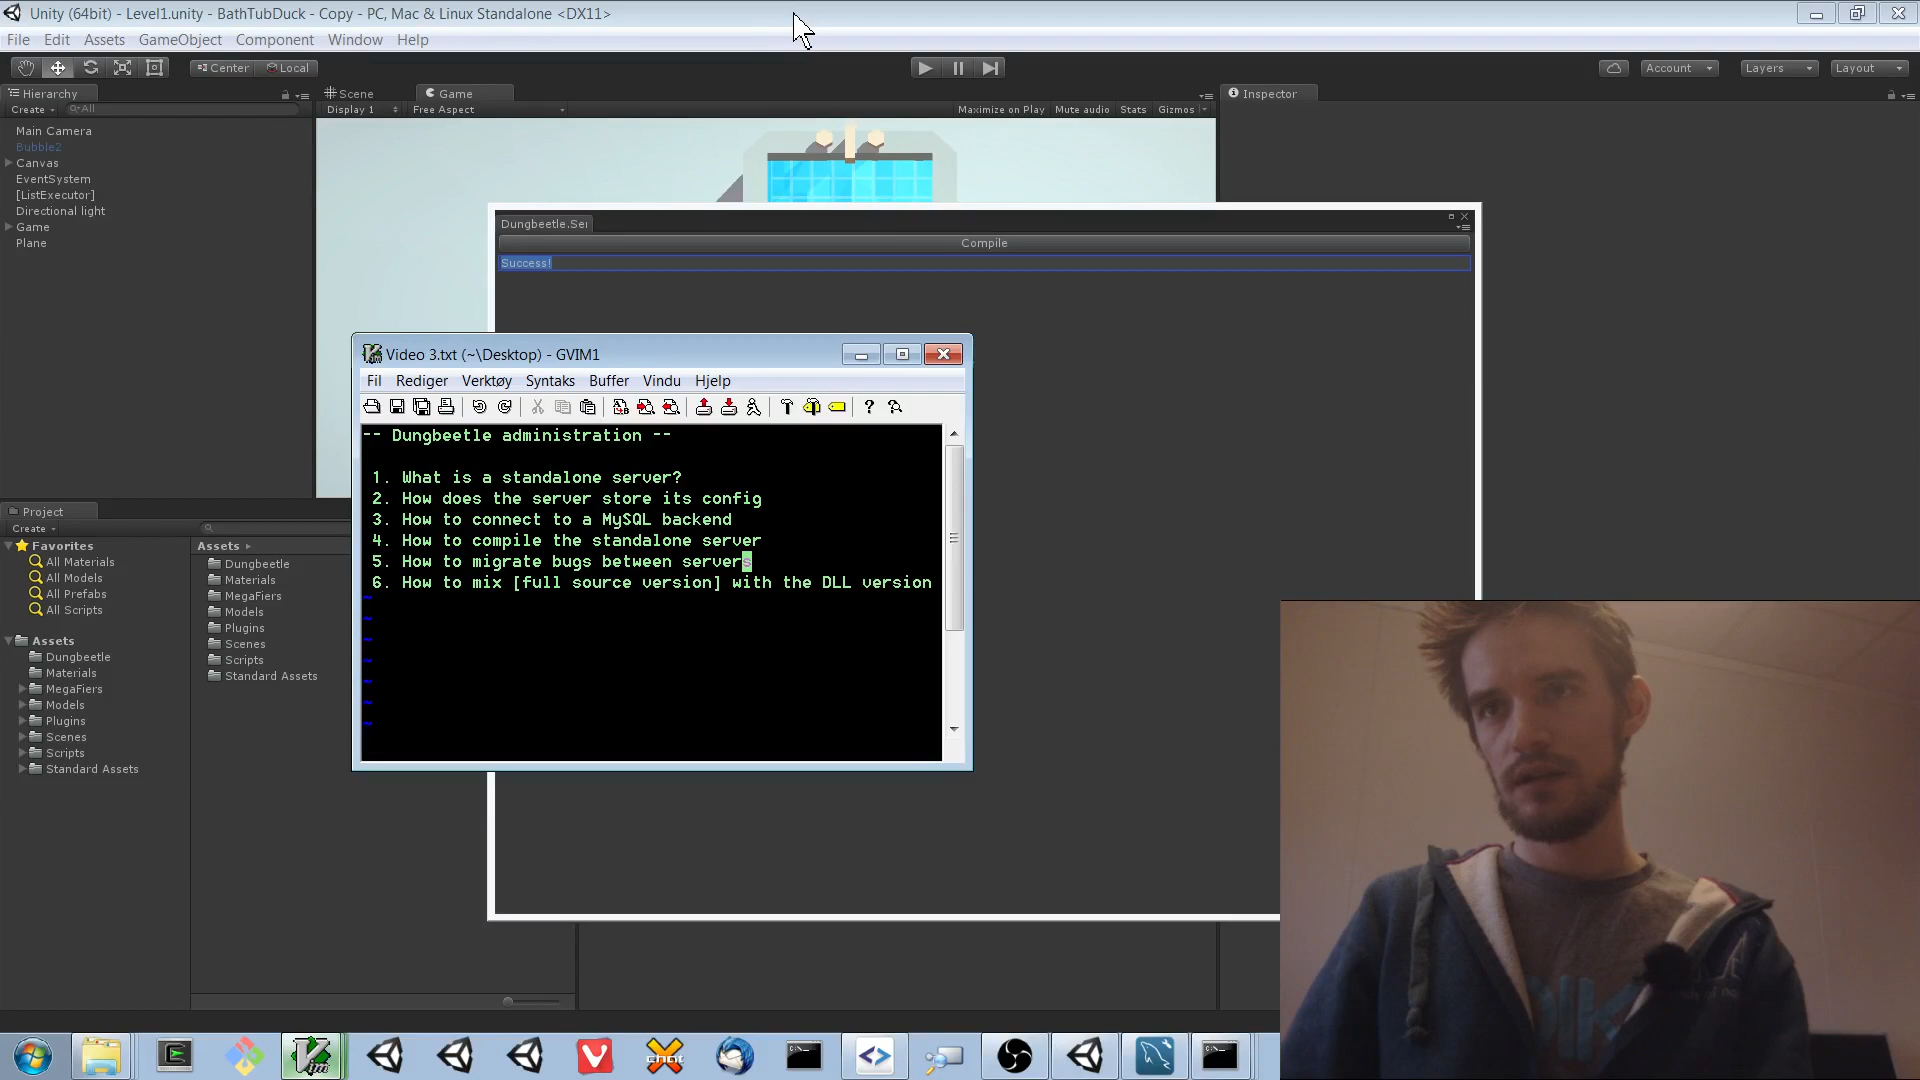 Unity (64bit) - Level1.unity - BathTubDuck - Copy - PC, Mac & Linux Standalone <DX11>
File Edit Assets GameObject Component Window Help
Center Local
Account Layers Layout
Hierarchy
Create All
Main Camera
Bubble2
Canvas
EventSystem
[ListExecutor]
Directional light
Game
Plane
Scene Game
Display 1 Free Aspect Maximize on Play Mute audio Stats Gizmos
Inspector
Dungbeetle.Ser
Compile
Success!
Video 3.txt (~\Desktop) - GVIM1
Fil Rediger Verktøy Syntaks Buffer Vindu Hjelp
-- Dungbeetle administration --
1. What is a standalone server?
2. How does the server store its config
3. How to connect to a MySQL backend
4. How to compile the standalone server
5. How to migrate bugs between servers
6. How to mix [full source version] with the DLL version
~
~
~
~
~
~
~
Project
Create
Favorites
All Materials
All Models
All Prefabs
All Scripts
Assets
Dungbeetle
Materials
MegaFiers
Models
Plugins
Scenes
Scripts
Standard Assets
Assets
Dungbeetle
Materials
MegaFiers
Models
Plugins
Scenes
Scripts
Standard Assets
chat